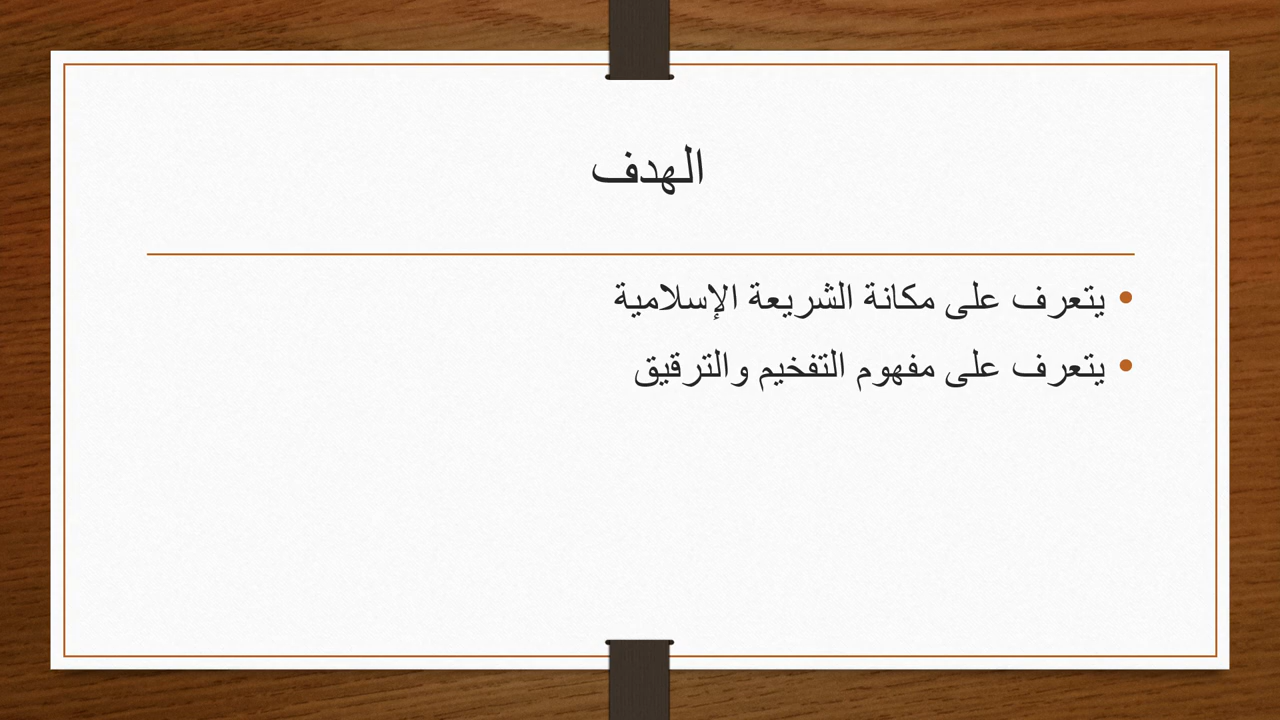 الهدف
• يتعرف على مكانة الشريعة الإسلامية
• يتعرف على مفهوم التفخيم والترقيق